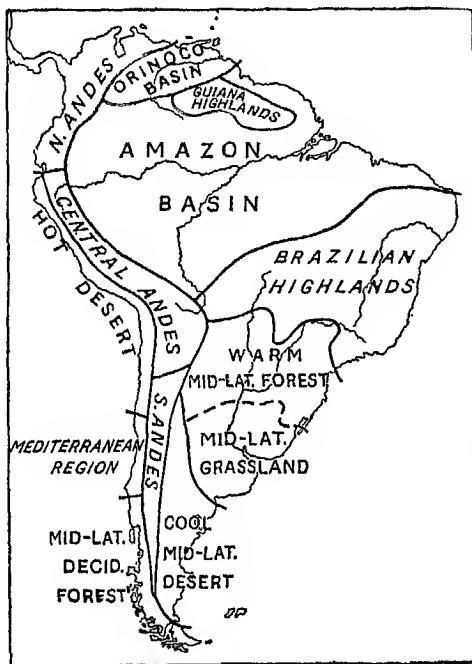 N. ANDES
ORINOCO
BASIN
GUIANA
HIGHLANDS
AMAZON
BASIN
CENTRAL ANDES
HOT DESERT
BRAZILIAN
HIGHLANDS
WARM
MID-LAT. FOREST
S. ANDES
MID-LAT.
GRASSLAND
MEDITERRANEAN
REGION
MID-LAT.
DECID.
FOREST
COOL
MID-LAT.
DESERT